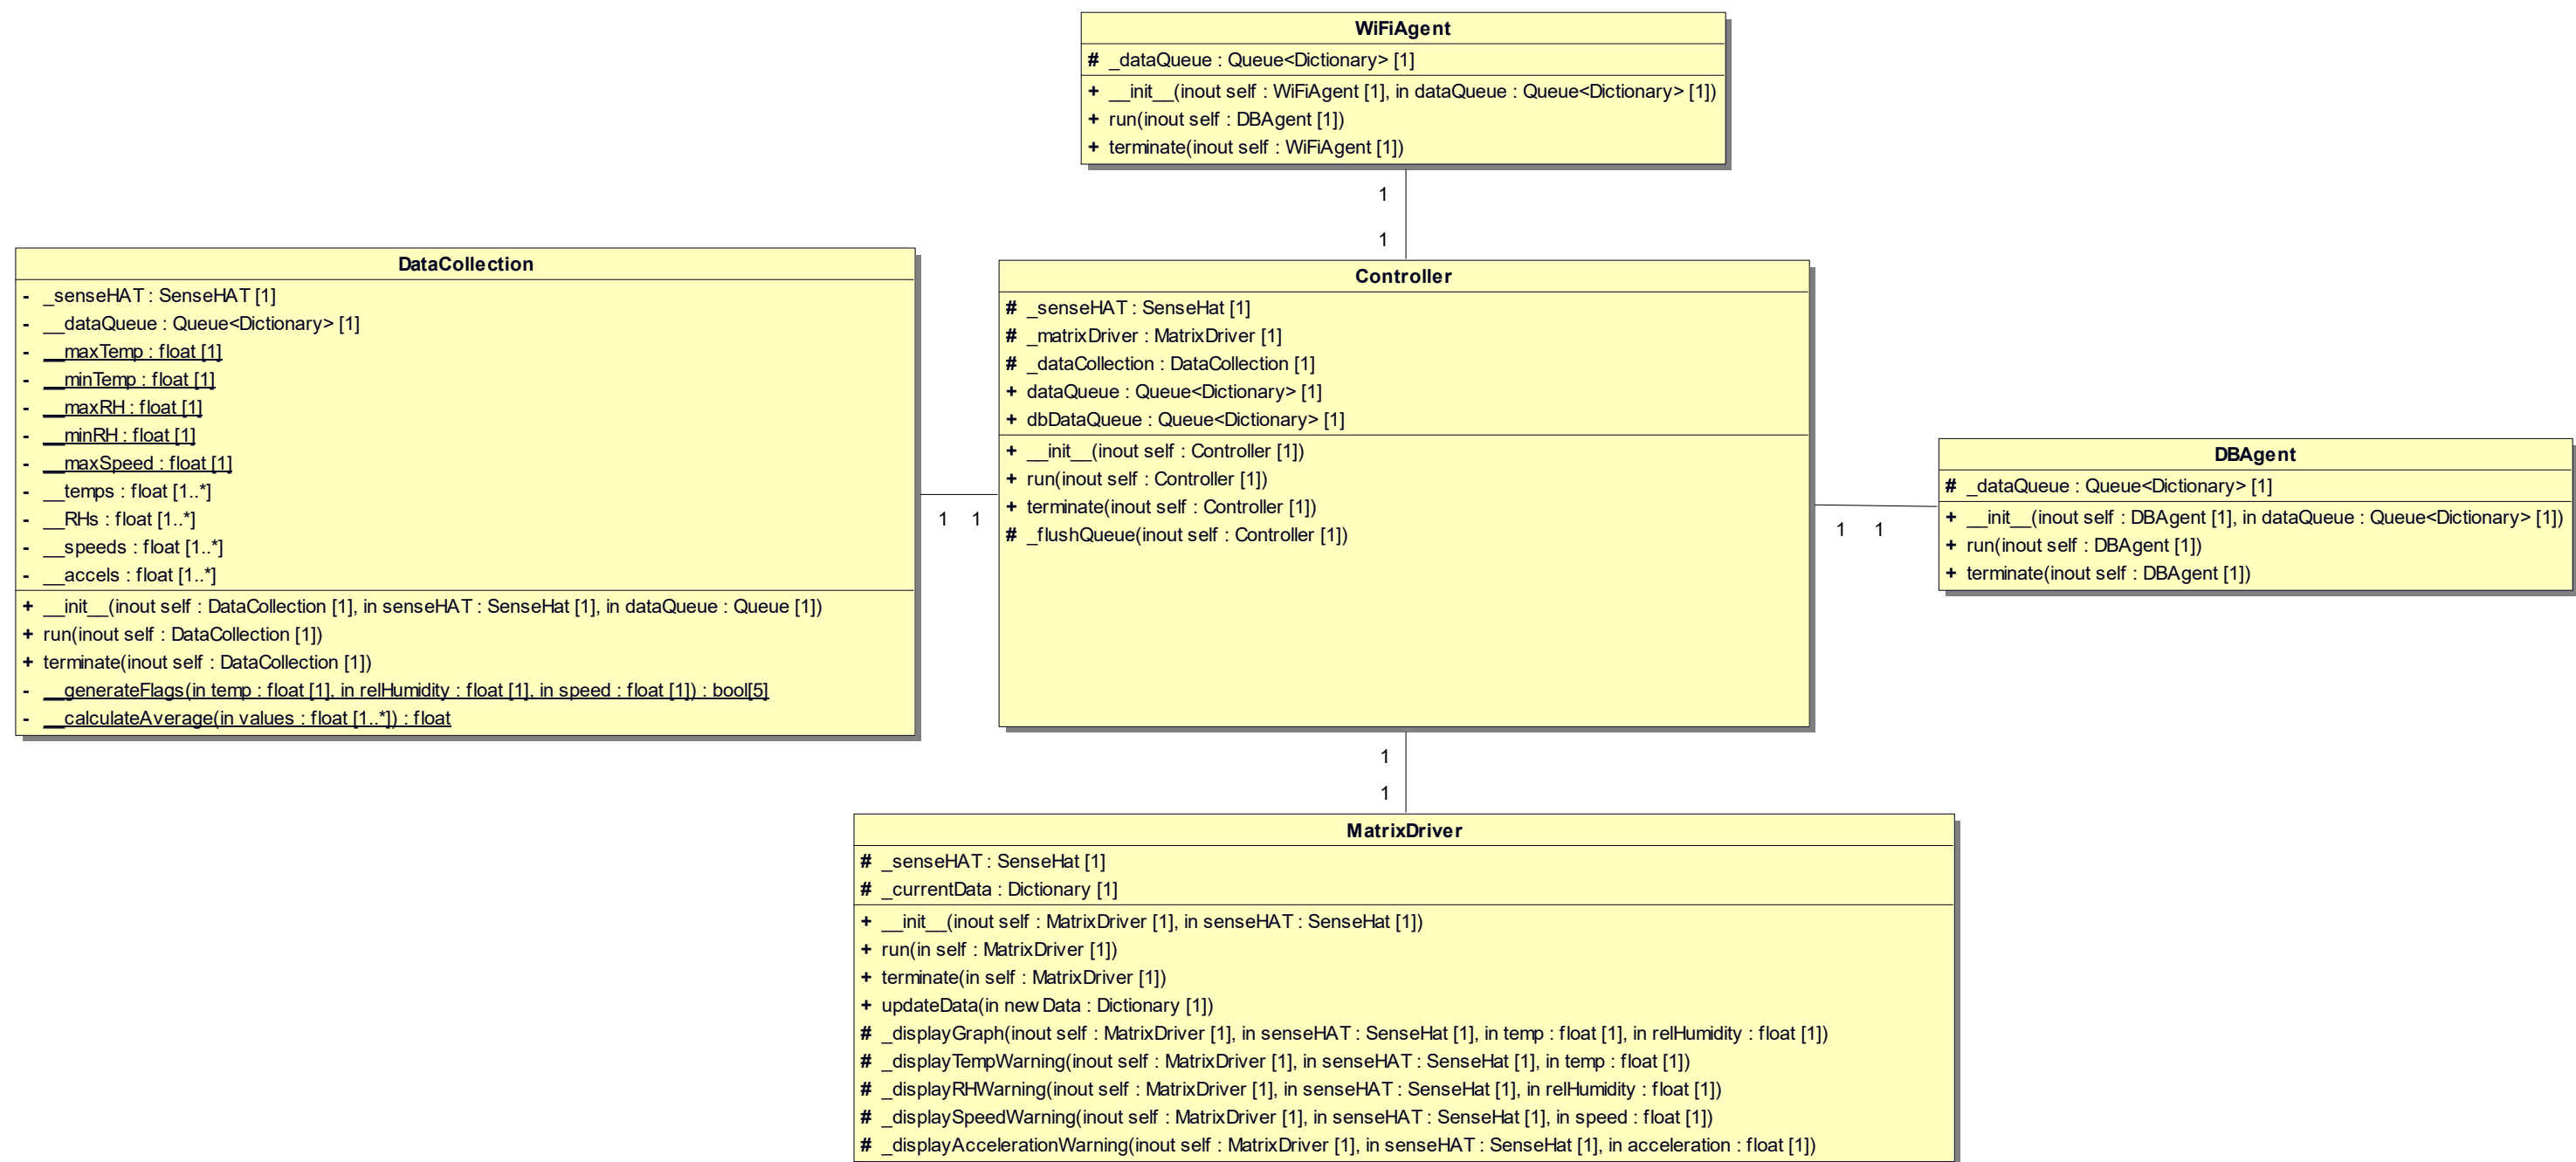 WiFiAgent
# _dataQueue : Queue<Dictionary> [1]
+ __init__(inout self : WiFiAgent [1], in dataQueue : Queue<Dictionary> [1])
+ run(inout self : DBAgent [1])
+ terminate(inout self : WiFiAgent [1])
1
1
DataCollection
- _senseHAT : SenseHAT [1]
- __dataQueue : Queue<Dictionary> [1]
- __maxTemp : float [1]
- __minTemp : float [1]
- __maxRH : float [1]
- __minRH : float [1]
- __maxSpeed : float [1]
- __temps : float [1..*]
- __RHs : float [1..*]
- __speeds : float [1..*]
- __accels : float [1..*]
+ __init__(inout self : DataCollection [1], in senseHAT : SenseHat [1], in dataQueue : Queue [1])
+ run(inout self : DataCollection [1])
+ terminate(inout self : DataCollection [1])
- __generateFlags(in temp : float [1], in relHumidity : float [1], in speed : float [1]) : bool[5]
- __calculateAverage(in values : float [1..*]) : float
1 1
Controller
# _senseHAT : SenseHat [1]
# _matrixDriver : MatrixDriver [1]
# _dataCollection : DataCollection [1]
+ dataQueue : Queue<Dictionary> [1]
+ dbDataQueue : Queue<Dictionary> [1]
+ __init__(inout self : Controller [1])
+ run(inout self : Controller [1])
+ terminate(inout self : Controller [1])
# _flushQueue(inout self : Controller [1])
1 1
DBAgent
# _dataQueue : Queue<Dictionary> [1]
+ __init__(inout self : DBAgent [1], in dataQueue : Queue<Dictionary> [1])
+ run(inout self : DBAgent [1])
+ terminate(inout self : DBAgent [1])
1
1
MatrixDriver
# _senseHAT : SenseHat [1]
# _currentData : Dictionary [1]
+ __init__(inout self : MatrixDriver [1], in senseHAT : SenseHat [1])
+ run(in self : MatrixDriver [1])
+ terminate(in self : MatrixDriver [1])
+ updateData(in newData : Dictionary [1])
# _displayGraph(inout self : MatrixDriver [1], in senseHAT : SenseHat [1], in temp : float [1], in relHumidity : float [1])
# _displayTempWarning(inout self : MatrixDriver [1], in senseHAT : SenseHat [1], in temp : float [1])
# _displayRHWarning(inout self : MatrixDriver [1], in senseHAT : SenseHat [1], in relHumidity : float [1])
# _displaySpeedWarning(inout self : MatrixDriver [1], in senseHAT : SenseHat [1], in speed : float [1])
# _displayAccelerationWarning(inout self : MatrixDriver [1], in senseHAT : SenseHat [1], in acceleration : float [1])